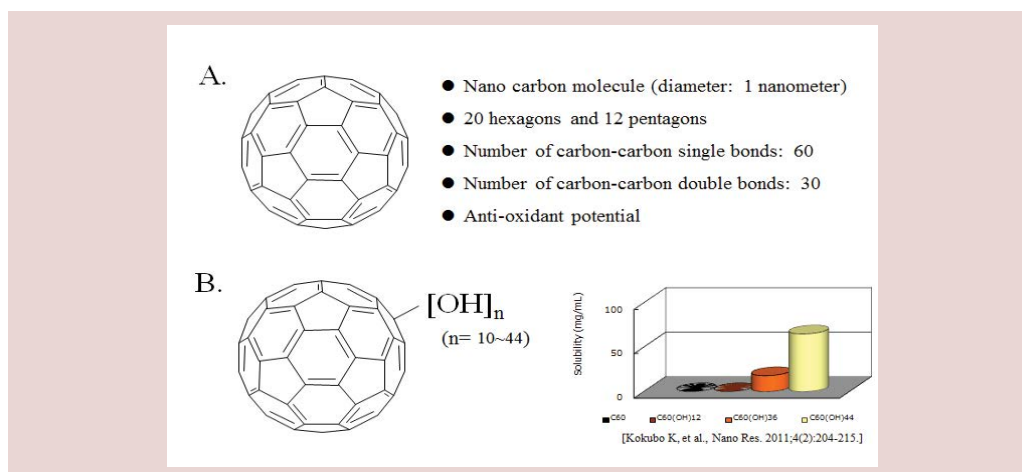 A.
● Nano carbon molecule (diameter: 1 nanometer)
● 20 hexagons and 12 pentagons
● Number of carbon-carbon single bonds: 60
● Number of carbon-carbon double bonds: 30
● Anti-oxidant potential
B.
[OH]n
(n= 10~44)
Solubility (mg/mL)
100
50
0
C60 C60(OH)12 C60(OH)36 C60(OH)44
[Kokubo K, et al., Nano Res. 2011;4(2):204-215.]